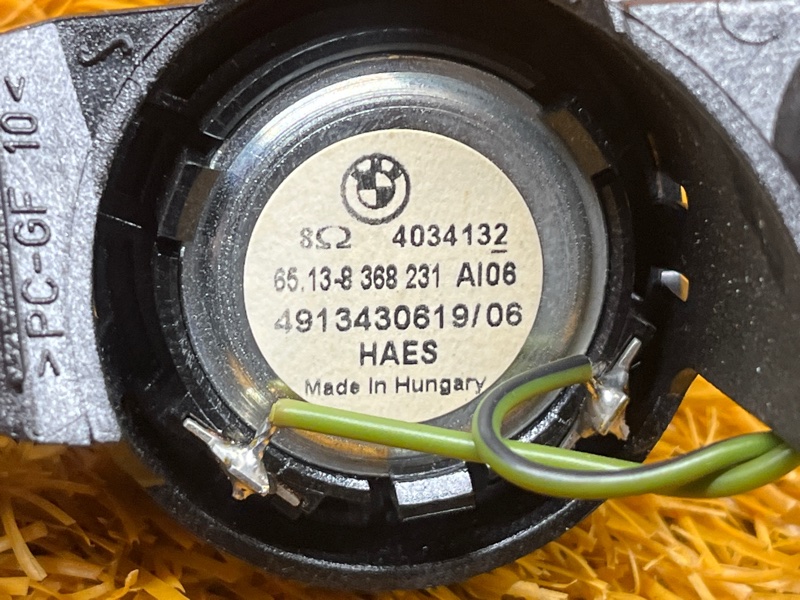 8Ω 4034132
65.13-8 368 231 AI06
4913430619/06
HAES
Made In Hungary
>PC-GF 10<